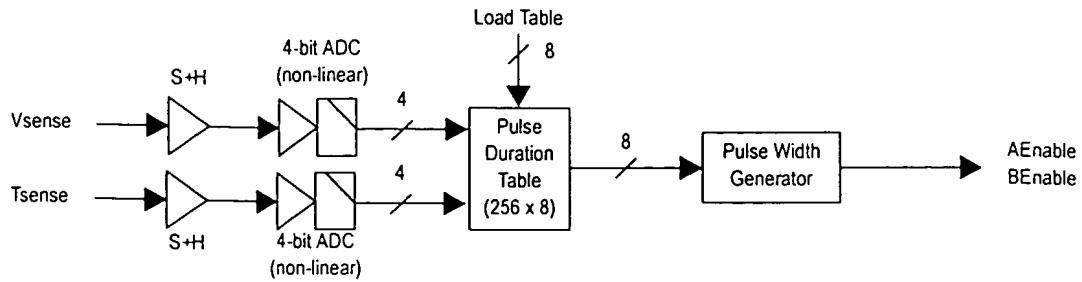 Load Table
8
4-bit ADC
(non-linear)
S+H
4
Vsense
Pulse
Duration
Table
(256 x 8)
8
Pulse Width
Generator
AEnable
BEnable
4
Tsense
S+H
4-bit ADC
(non-linear)